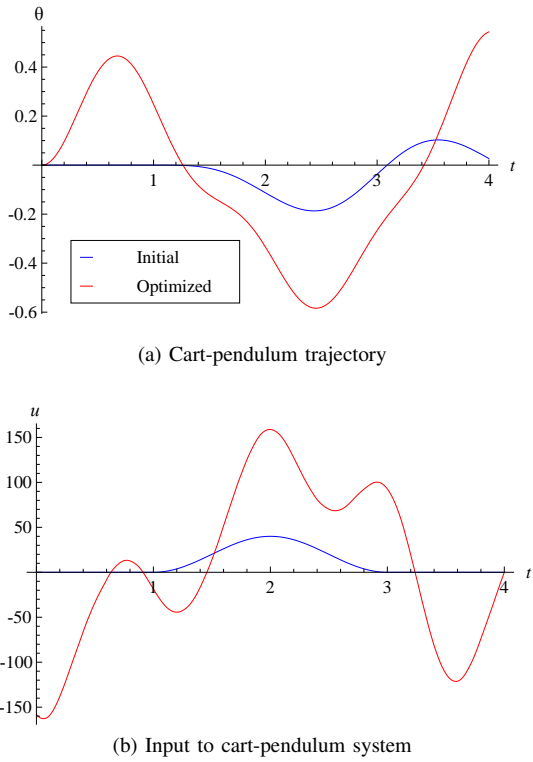 θ
0.4
0.2
1 2 3 4 t
-0.2
-0.4
-0.6
Initial
Optimized
(a) Cart-pendulum trajectory
u
150
100
50
1 2 3 4 t
-50
-100
-150
(b) Input to cart-pendulum system